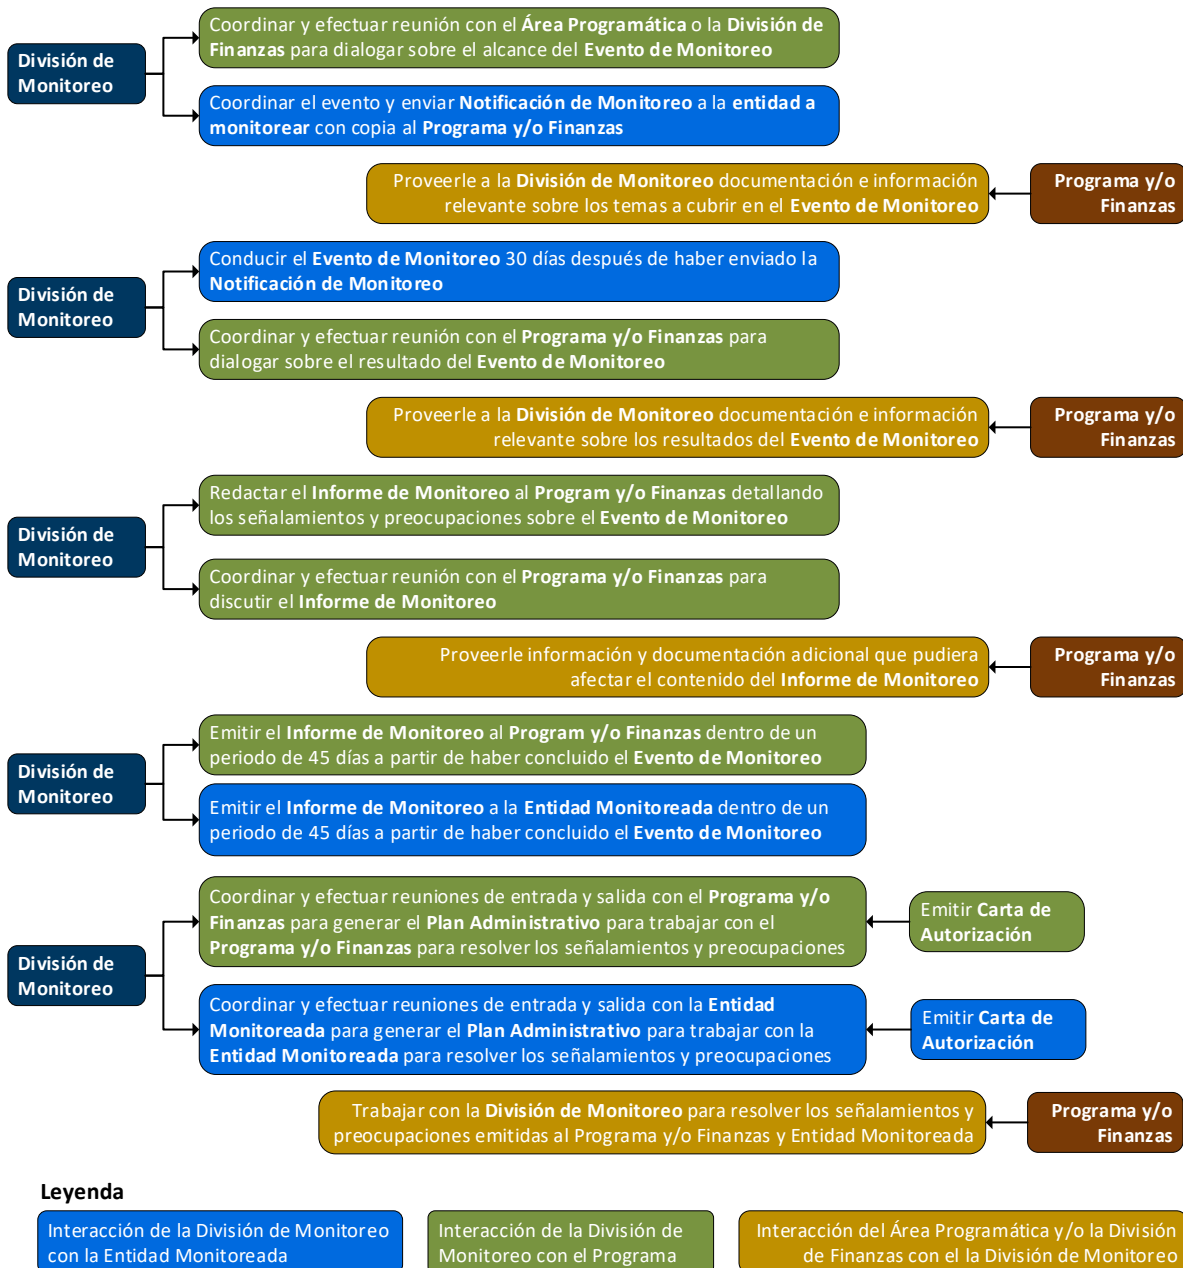 Coordinar y efectuar reunión con el Área Programática o la División de
Finanzas para dialogar sobre el alcance del Evento de Monitoreo
División de
Monitoreo
Coordinar el evento y enviar Notificación de Monitoreo a la entidad a
monitorear con copia al Programa y/o Finanzas
Proveerle a la División de Monitoreo documentación e información
relevante sobre los temas a cubrir en el Evento de Monitoreo
Programa y/o
Finanzas
Conducir el Evento de Monitoreo 30 días después de haber enviado la
Notificación de Monitoreo
División de
Monitoreo
Coordinar y efectuar reunión con el Programa y/o Finanzas para
dialogar sobre el resultado del Evento de Monitoreo
Proveerle a la División de Monitoreo documentación e información
relevante sobre los resultados del Evento de Monitoreo
Programa y/o
Finanzas
Redactar el Informe de Monitoreo al Program y/o Finanzas detallando
los señalamientos y preocupaciones sobre el Evento de Monitoreo
División de
Monitoreo
Coordinar y efectuar reunión con el Programa y/o Finanzas para
discutir el Informe de Monitoreo
Proveerle información y documentación adicional que pudiera
afectar el contenido del Informe de Monitoreo
Programa y/o
Finanzas
Emitir el Informe de Monitoreo al Program y/o Finanzas dentro de un
periodo de 45 días a partir de haber concluido el Evento de Monitoreo
División de
Monitoreo
Emitir el Informe de Monitoreo a la Entidad Monitoreada dentro de un
periodo de 45 días a partir de haber concluido el Evento de Monitoreo
Coordinar y efectuar reuniones de entrada y salida con el Programa y/o
Finanzas para generar el Plan Administrativo para trabajar con el
Programa y/o Finanzas para resolver los señalamientos y preocupaciones
Emitir Carta de
Autorización
División de
Monitoreo
Coordinar y efectuar reuniones de entrada y salida con la Entidad
Monitoreada para generar el Plan Administrativo para trabajar con la
Entidad Monitoreada para resolver los señalamientos y preocupaciones
Emitir Carta de
Autorización
Trabajar con la División de Monitoreo para resolver los señalamientos y
preocupaciones emitidas al Programa y/o Finanzas y Entidad Monitoreada
Programa y/o
Finanzas
Leyenda
Interacción de la División de Monitoreo
con la Entidad Monitoreada
Interacción de la División de
Monitoreo con el Programa
Interacción del Área Programática y/o la División
de Finanzas con el la División de Monitoreo